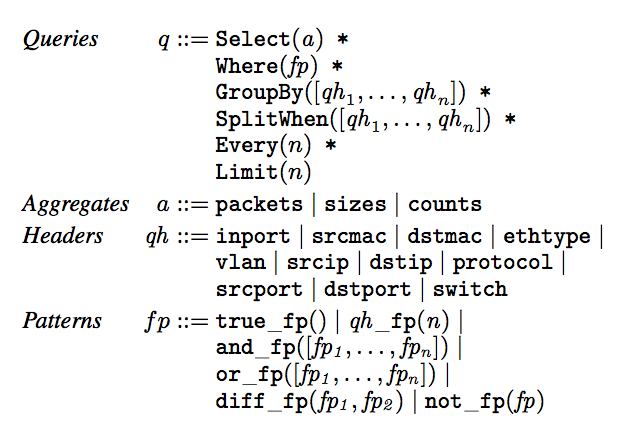 Queries q ::= Select(a) *
Where(fp) *
GroupBy([qh₁,...,qhₙ]) *
SplitWhen([qh₁,...,qhₙ]) *
Every(n) *
Limit(n)
Aggregates a ::= packets | sizes | counts
Headers qh ::= inport | srcmac | dstmac | ethtype |
vlan | srcip | dstip | protocol |
srcport | dstport | switch
Patterns fp ::= true_fp() | qh_fp(n) |
and_fp([fp₁,...,fpₙ]) |
or_fp([fp₁,...,fpₙ]) |
diff_fp(fp₁,fp₂) | not_fp(fp)